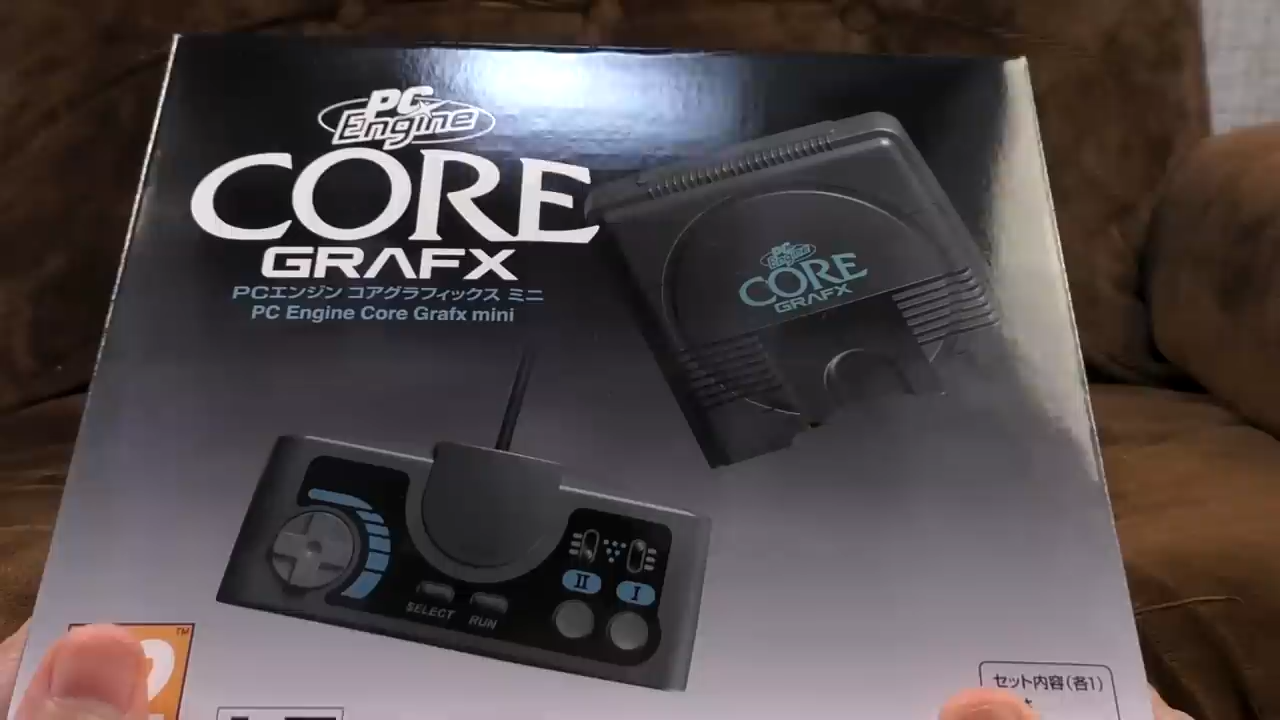 PC Engine
CORE
GRAFX
PCエンジン コアグラフィックス ミニ
PC Engine Core Grafx mini
PC Engine
CORE
GRAFX
II
I
SELECT
RUN
TM
セット内容(各1)